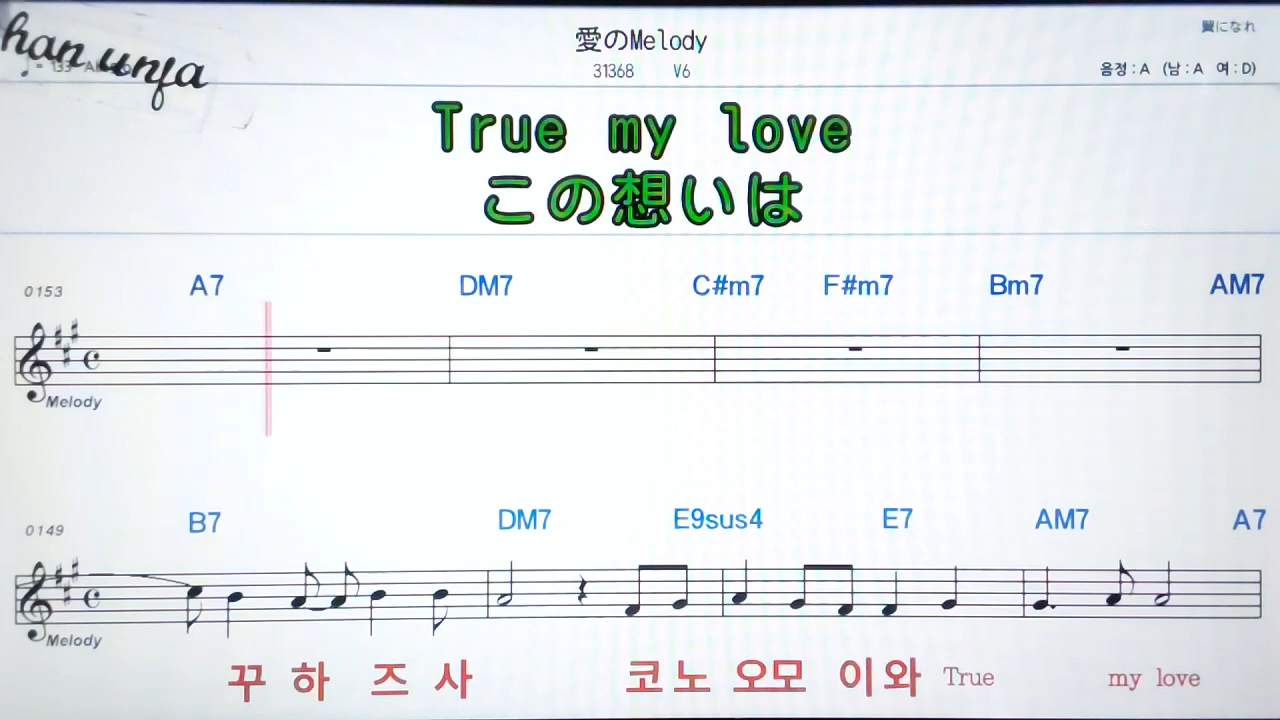 han unfa
愛のMelody
翼になれ
31368 V6
음정 : A (남 : A 여 : D)
True my love
この想いは
0153 A7 DM7 C#m7 F#m7 Bm7 AM7
Melody
0149 B7 DM7 E9sus4 E7 AM7 A7
Melody
꾸 하 즈 사 코 노 오모 이 와 True my love